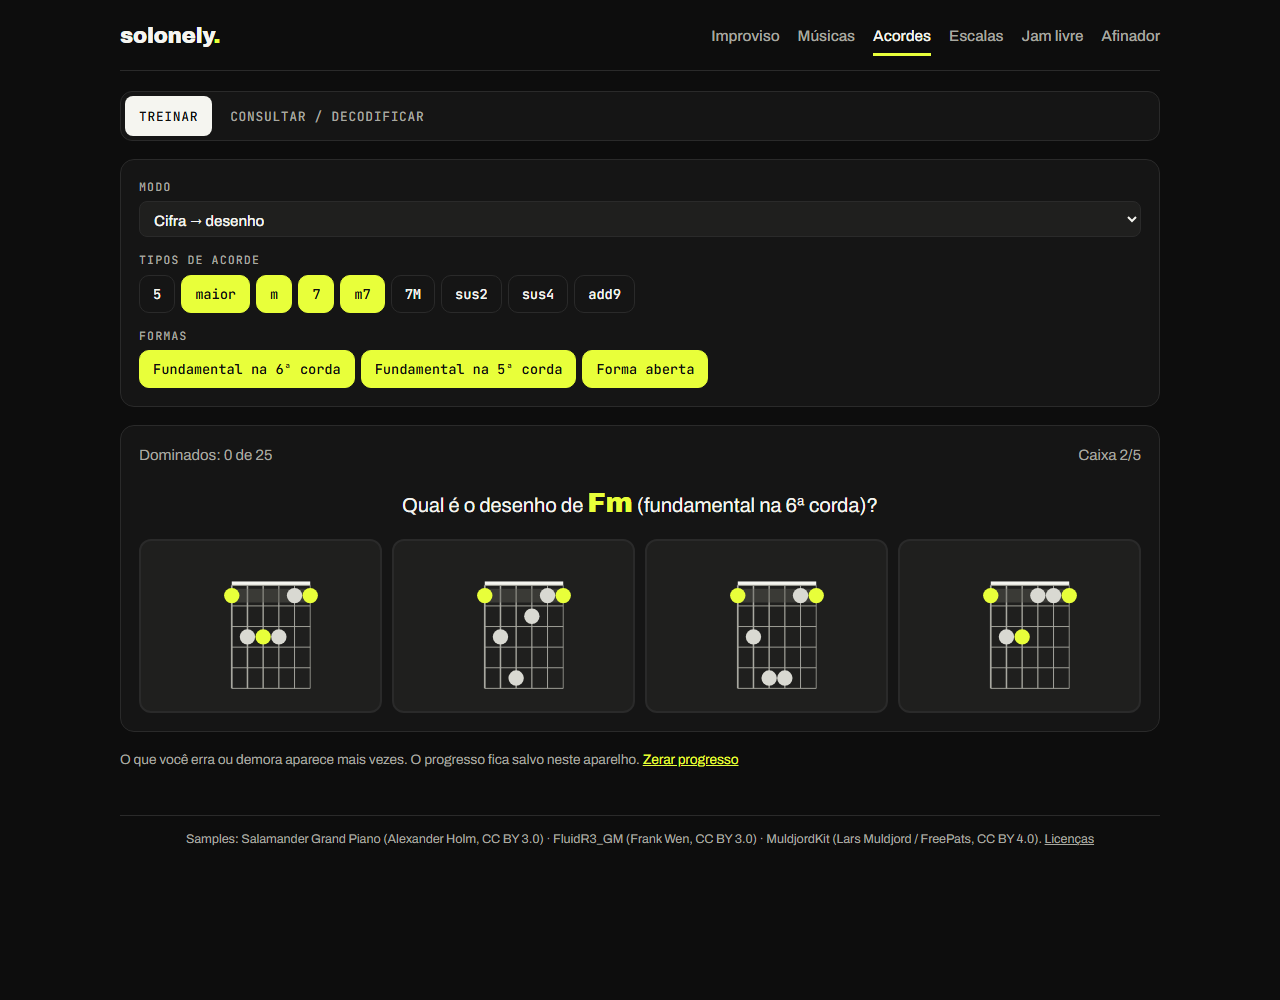 solonely.
Improviso Músicas Acordes Escalas Jam livre Afinador
TREINAR CONSULTAR / DECODIFICAR
MODO
Cifra → desenho
TIPOS DE ACORDE
5 maior m 7 m7 7M sus2 sus4 add9
FORMAS
Fundamental na 6ª corda Fundamental na 5ª corda Forma aberta
Dominados: 0 de 25 Caixa 2/5
Qual é o desenho de Fm (fundamental na 6ª corda)?
O que você erra ou demora aparece mais vezes. O progresso fica salvo neste aparelho. Zerar progresso
Samples: Salamander Grand Piano (Alexander Holm, CC BY 3.0) · FluidR3_GM (Frank Wen, CC BY 3.0) · MuldjordKit (Lars Muldjord / FreePats, CC BY 4.0). Licenças